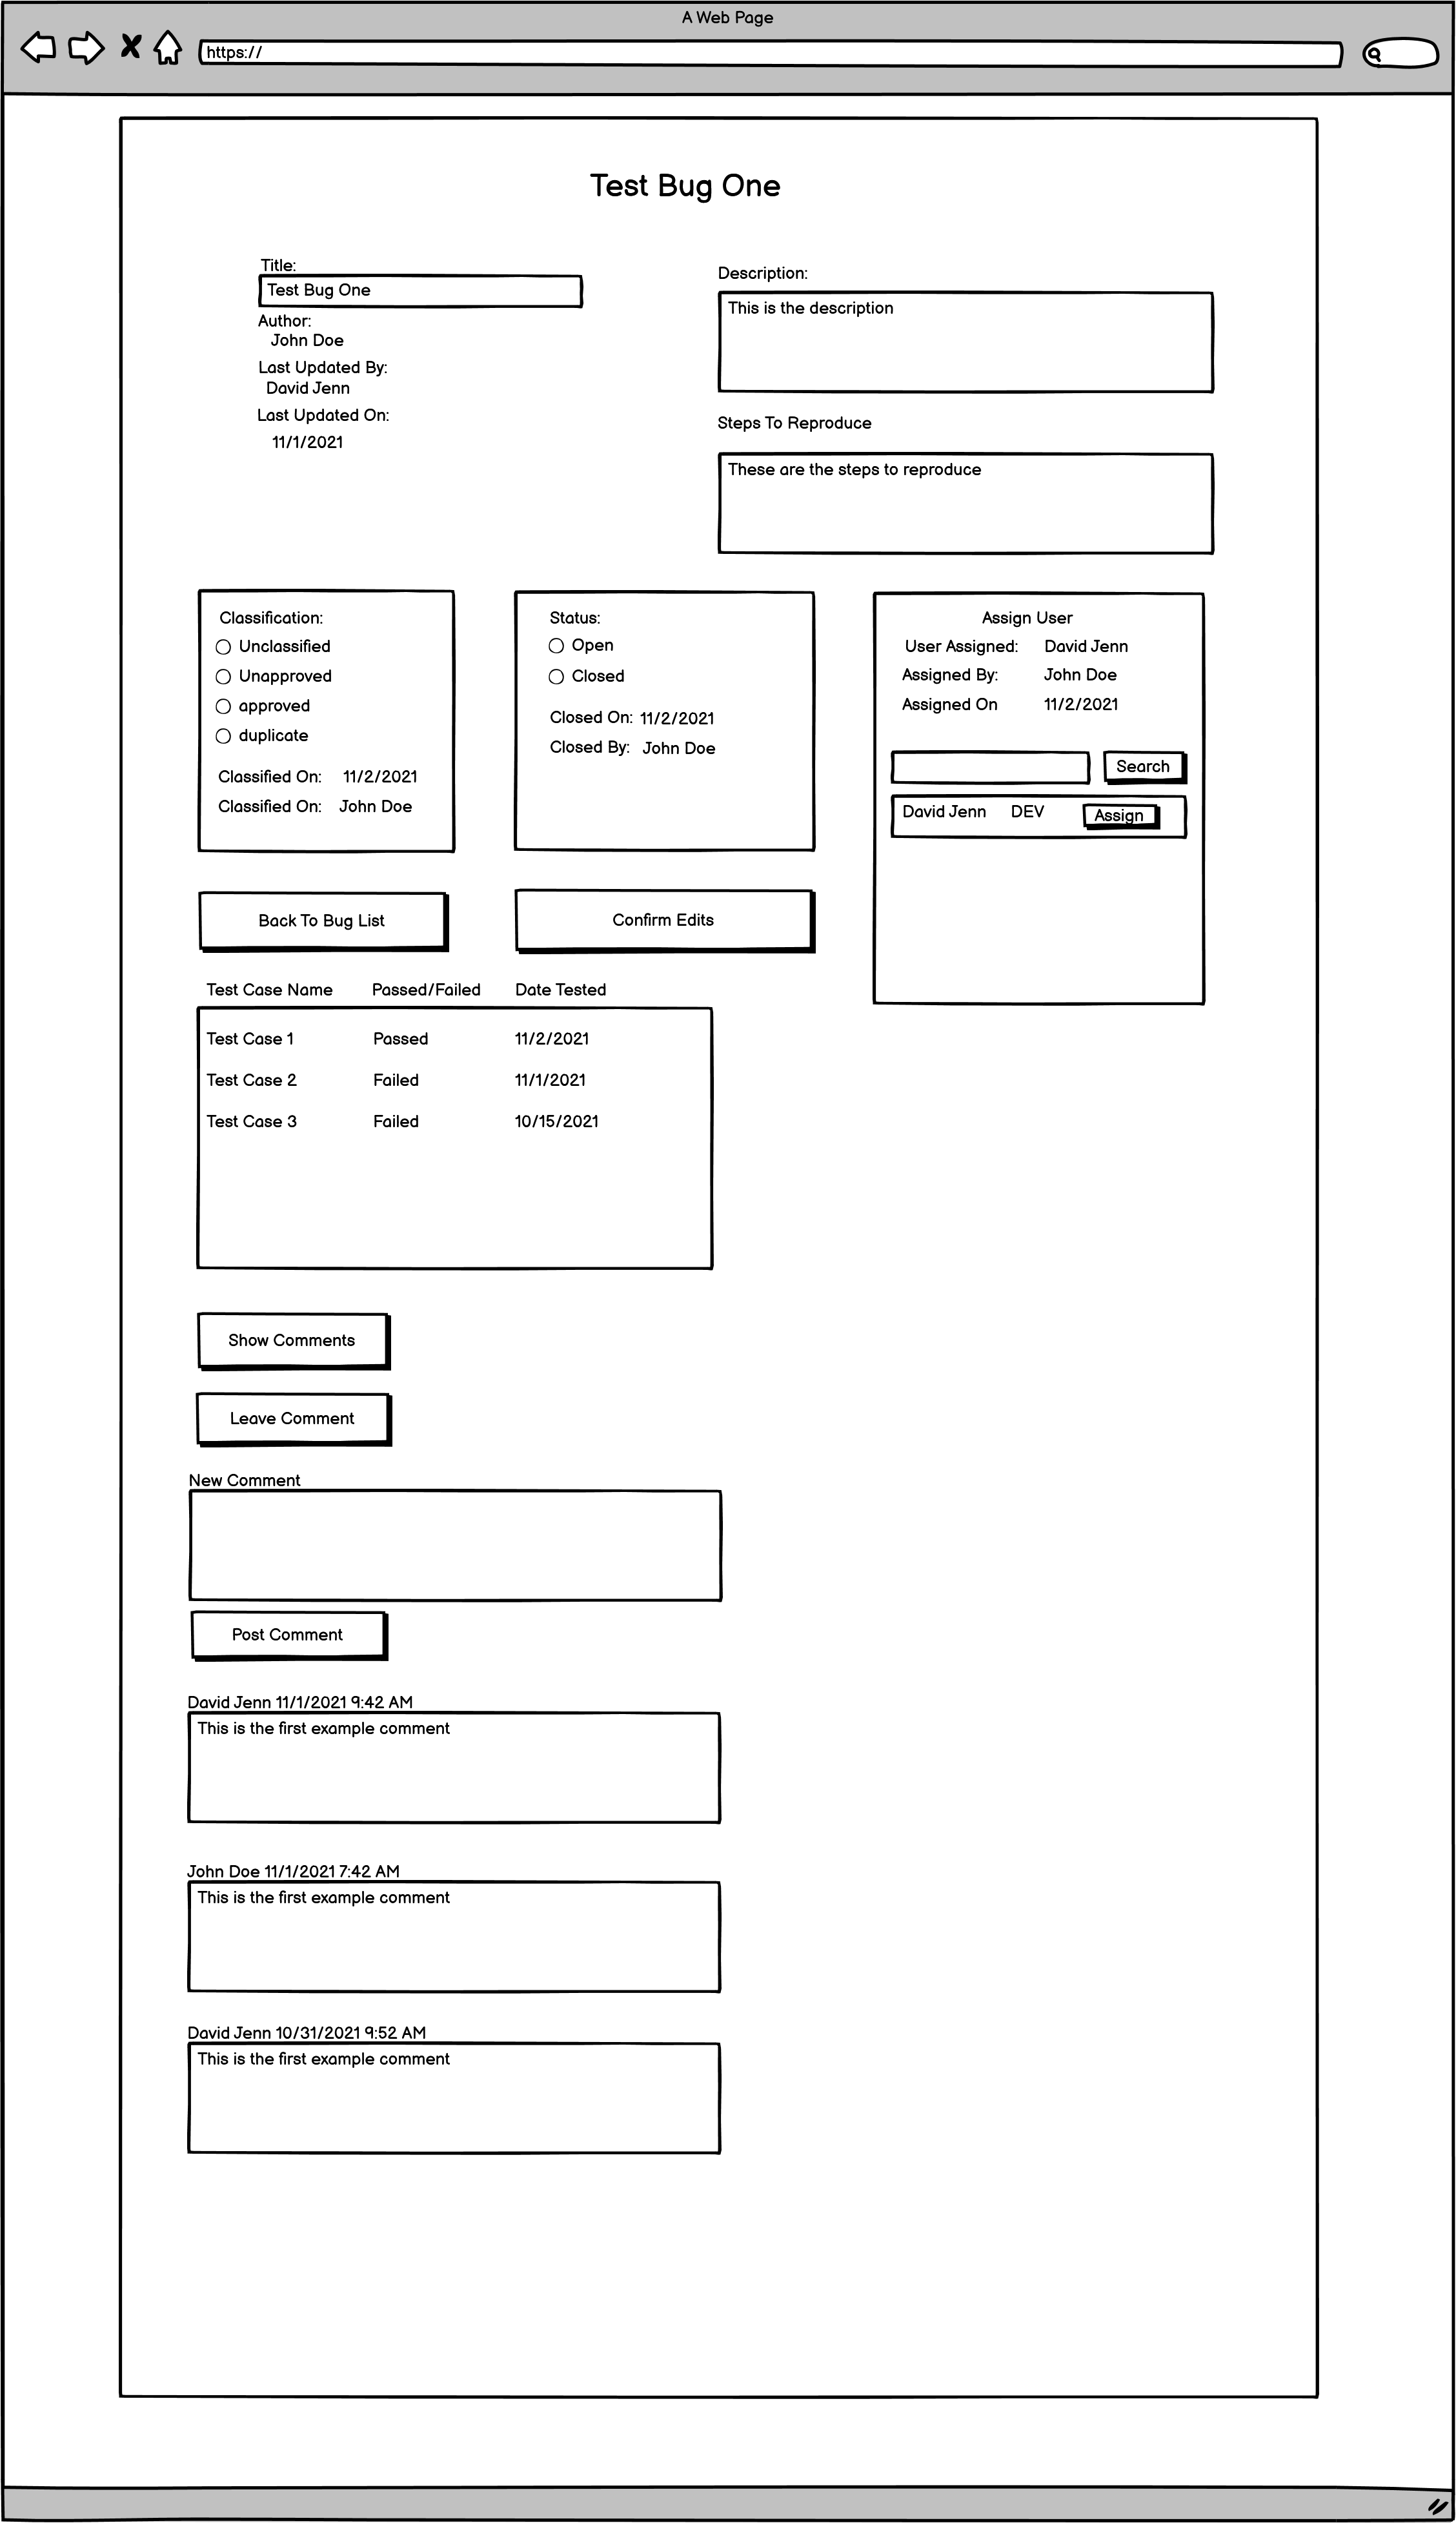 A Web Page
https://
Test Bug One
Title:
Test Bug One
Author:
John Doe
Last Updated By:
David Jenn
Last Updated On:
11/1/2021
Description:
This is the description
Steps To Reproduce
These are the steps to reproduce
Classification:
Unclassified
Unapproved
approved
duplicate
Classified On: 11/2/2021
Classified On: John Doe
Status:
Open
Closed
Closed On: 11/2/2021
Closed By: John Doe
Assign User
User Assigned: David Jenn
Assigned By: John Doe
Assigned On 11/2/2021
Search
David Jenn DEV Assign
Back To Bug List
Confirm Edits
Test Case Name Passed/Failed Date Tested
Test Case 1 Passed 11/2/2021
Test Case 2 Failed 11/1/2021
Test Case 3 Failed 10/15/2021
Show Comments
Leave Comment
New Comment
Post Comment
David Jenn 11/1/2021 9:42 AM
This is the first example comment
John Doe 11/1/2021 7:42 AM
This is the first example comment
David Jenn 10/31/2021 9:52 AM
This is the first example comment